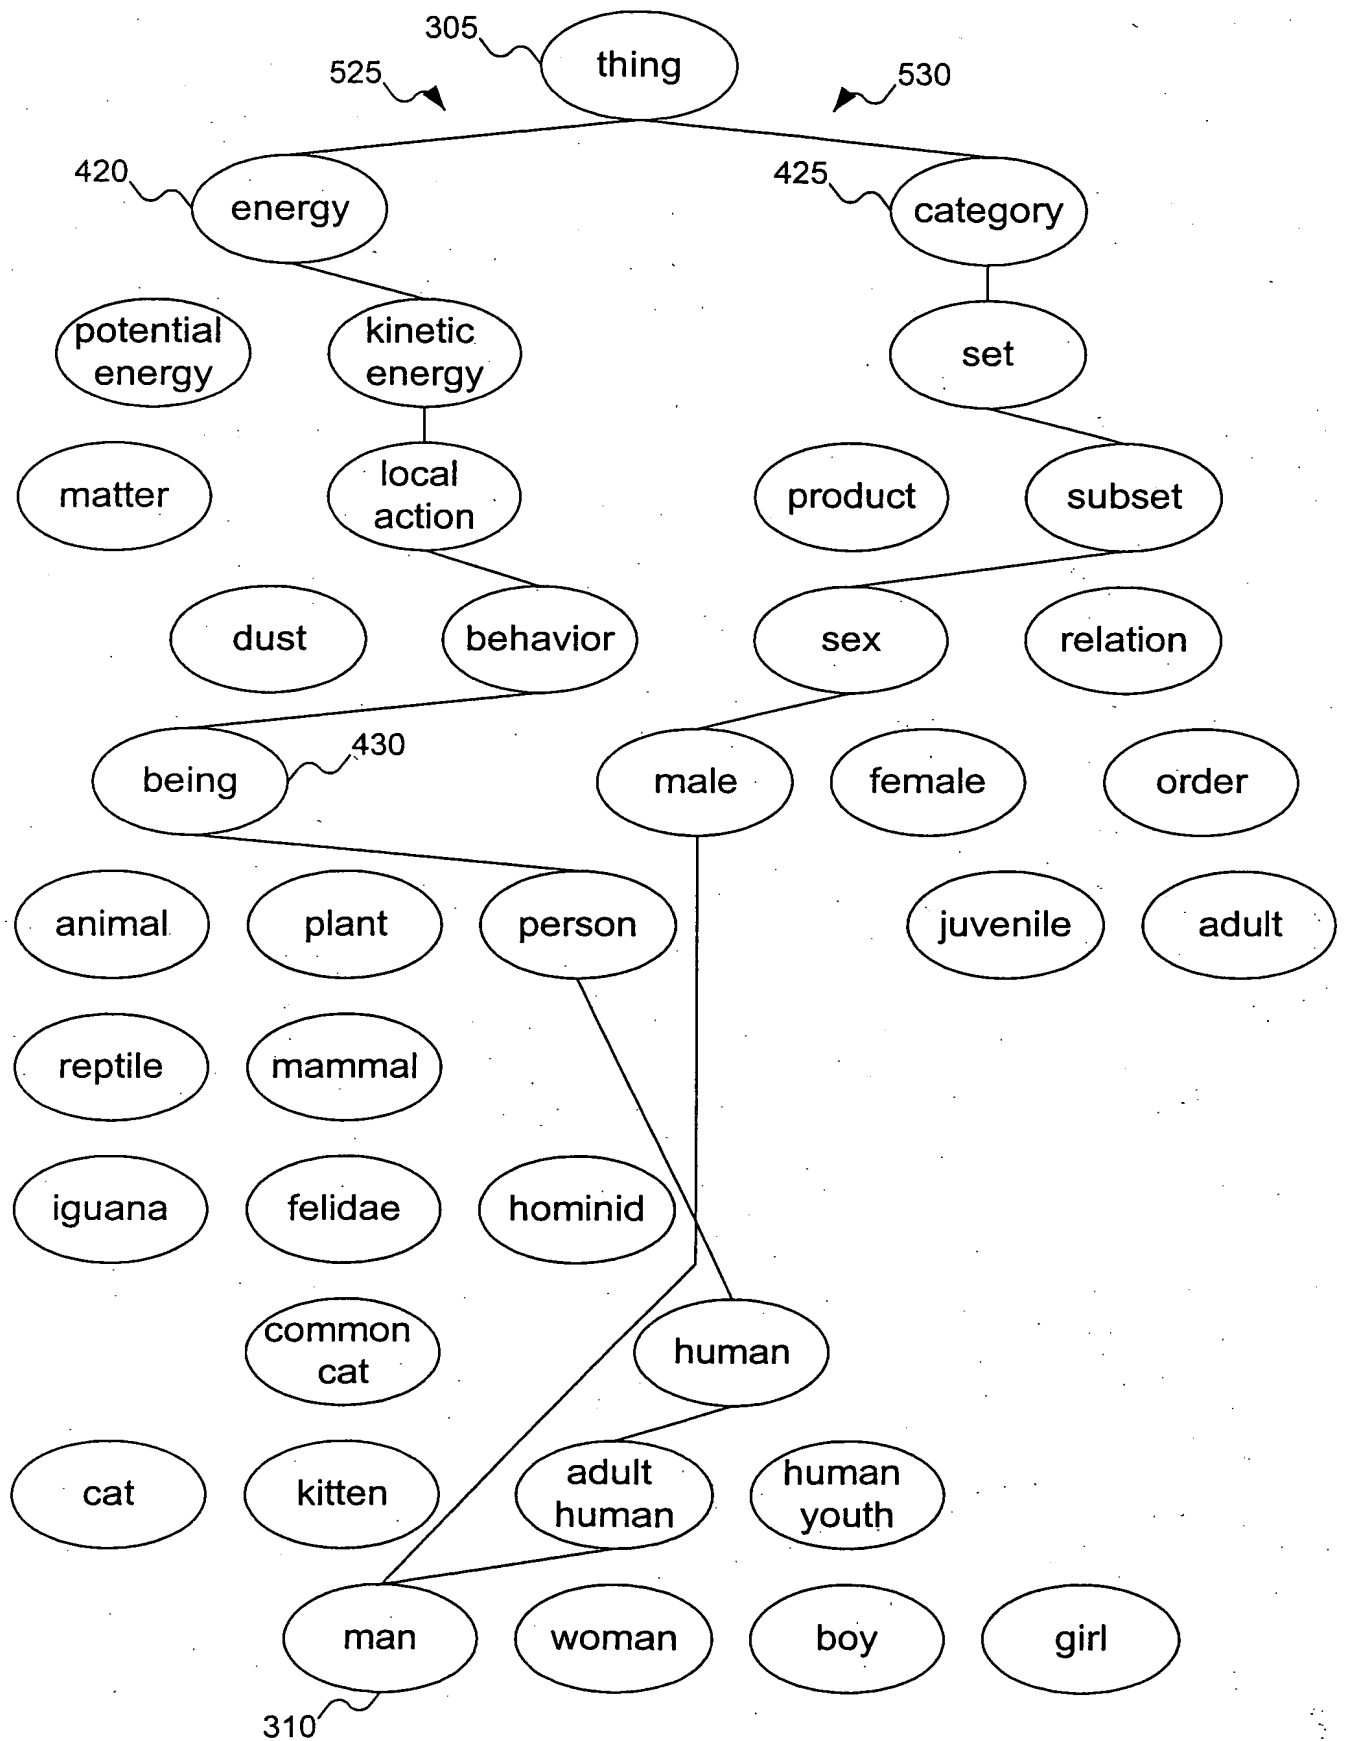 305
thing
525
530
420
energy
425
category
potential
energy
kinetic
energy
set
matter
local
action
product
subset
dust
behavior
sex
relation
being
430
male
female
order
animal
plant
person
juvenile
adult
reptile
mammal
iguana
felidae
hominid
common
cat
human
cat
kitten
adult
human
human
youth
man
woman
boy
girl
310